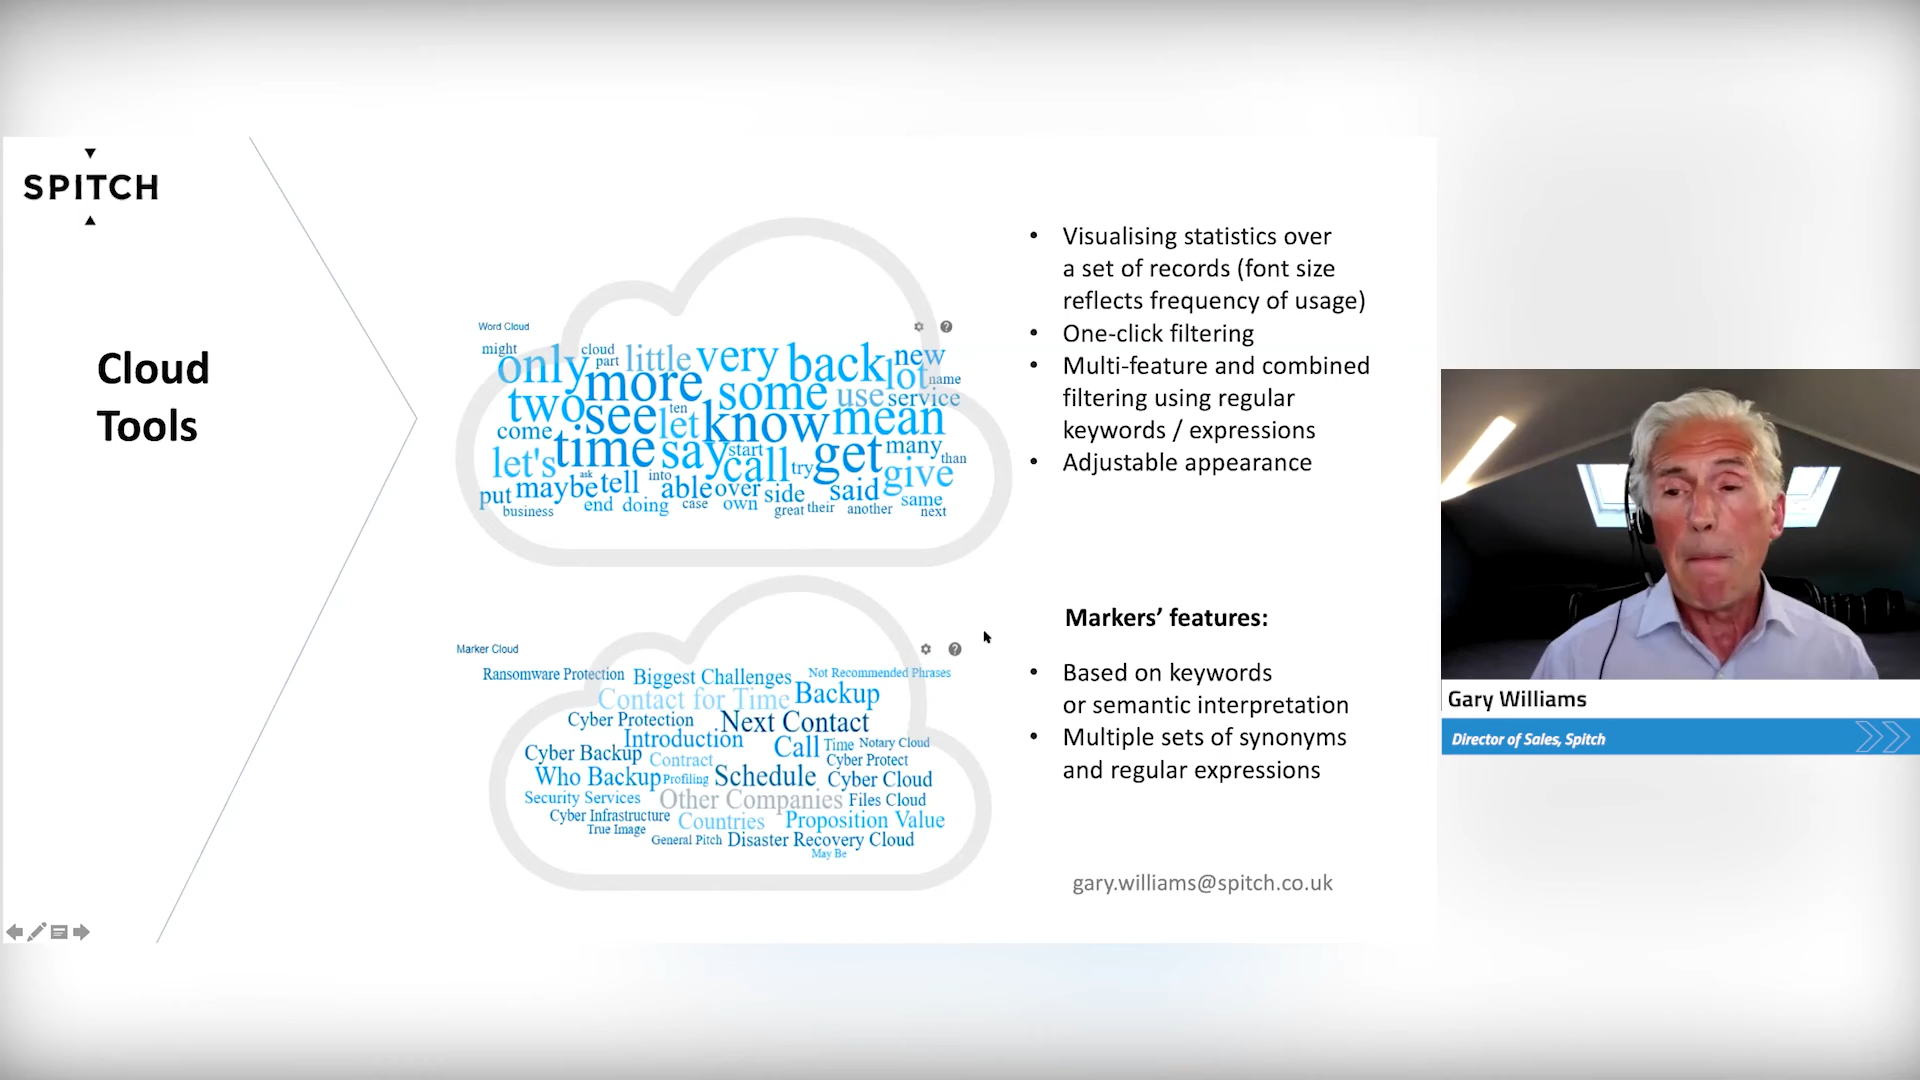 SPITCH
Cloud
Tools
Word Cloud
might only cloud part little very back new
more some lot name
two see ten let know use service
come mean
time say start call try get many than
let's give
put maybe ask tell into able over side said same
business end doing case own great their another next
• Visualising statistics over
a set of records (font size
reflects frequency of usage)
• One-click filtering
• Multi-feature and combined
filtering using regular
keywords / expressions
• Adjustable appearance
Marker Cloud
Ransomware Protection Biggest Challenges Not Recommended Phrases
Contact for Time Backup
Cyber Protection Next Contact
Introduction Call Time Notary Cloud
Cyber Backup Contract Cyber Protect
Who Backup Profiling Schedule Cyber Cloud
Security Services Other Companies Files Cloud
Cyber Infrastructure Countries Proposition Value
True Image General Pitch Disaster Recovery Cloud
May Be
Markers’ features:
• Based on keywords
or semantic interpretation
• Multiple sets of synonyms
and regular expressions
gary.williams@spitch.co.uk
Gary Williams
Director of Sales, Spitch